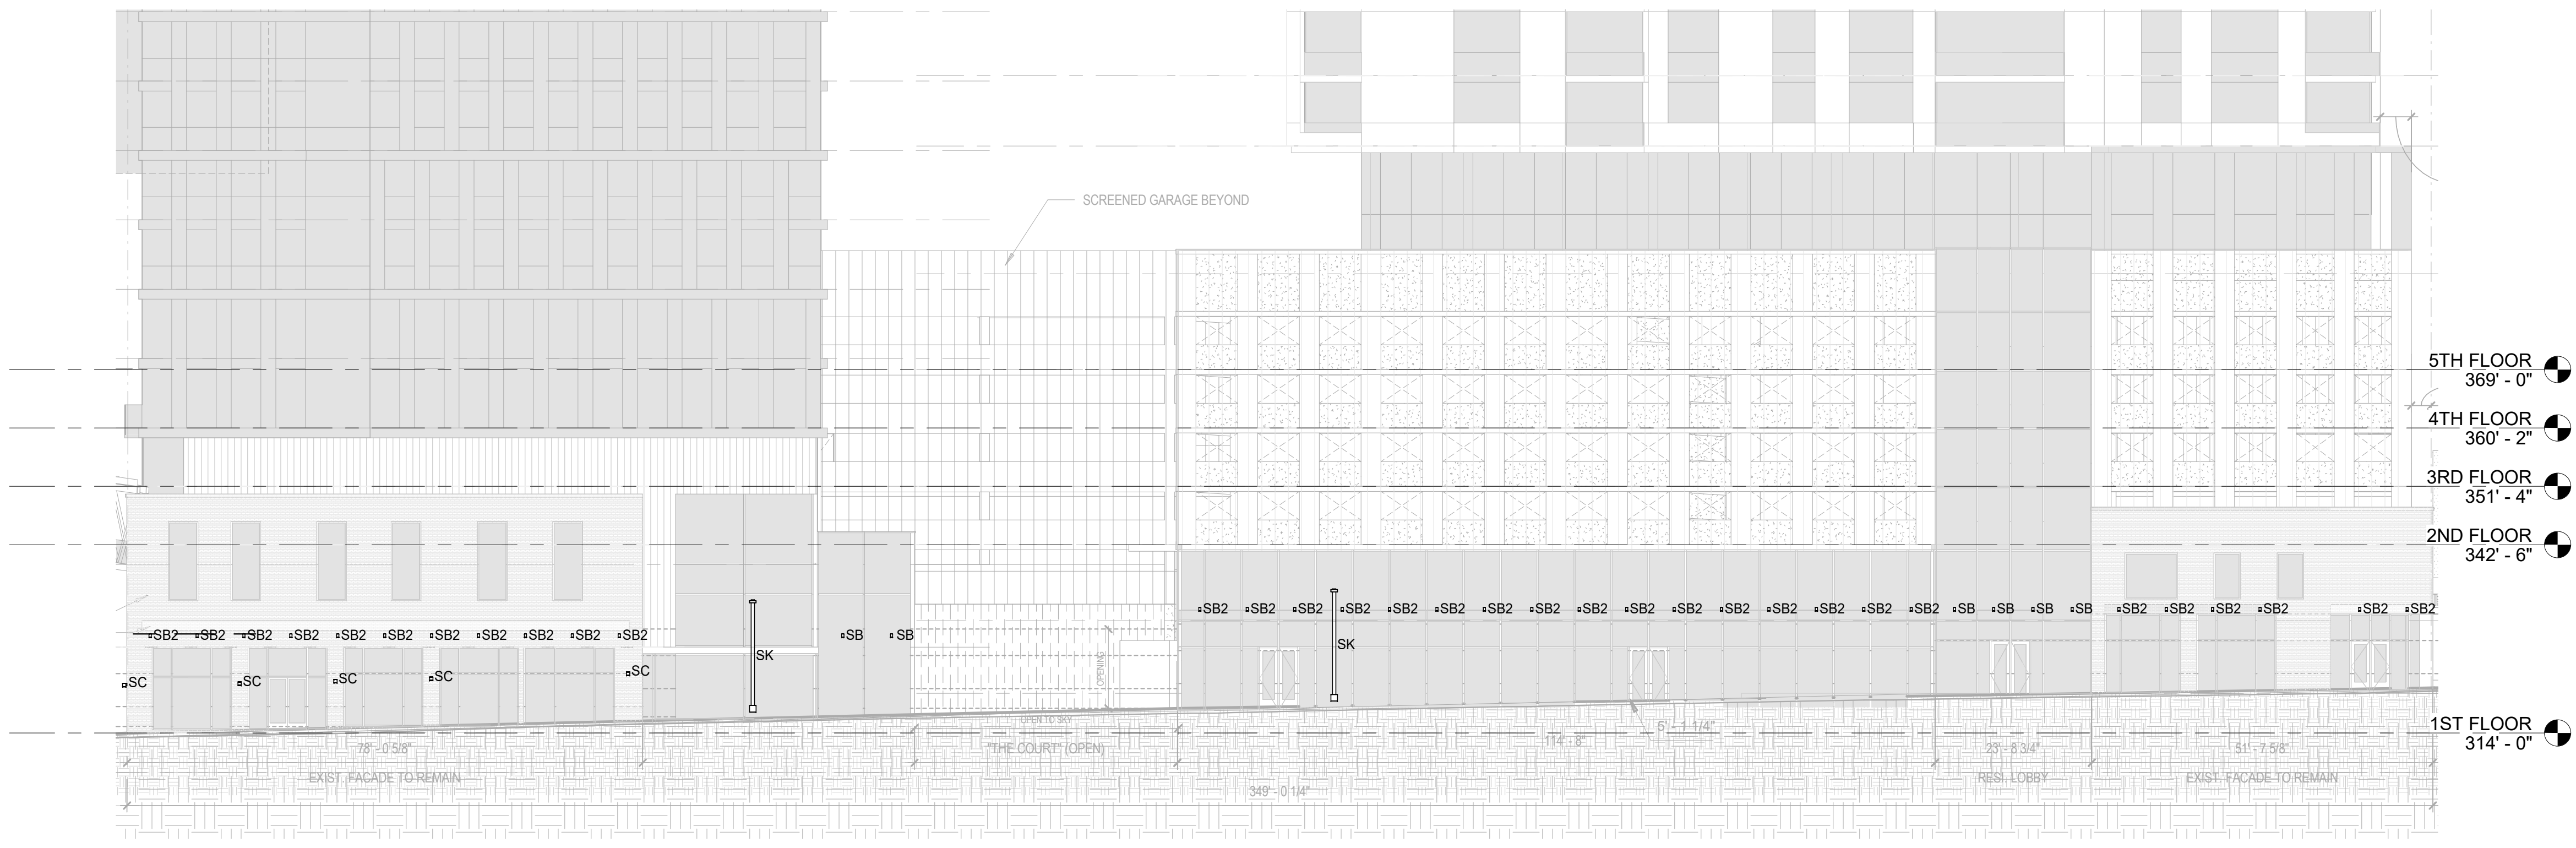 SCREENED GARAGE BEYOND
5TH FLOOR
369' - 0"
4TH FLOOR
360' - 2"
3RD FLOOR
351' - 4"
2ND FLOOR
342' - 6"
SB2 SB2 SB2 SB2 SB2 SB2 SB2 SB2 SB2 SB2 SB2 SB2 SB2 SB2 SB2 SB2 SB SB SB SB SB2 SB2 SB2 SB2 SB2 SB2
SB2 SB2 SB2 SB2 SB2 SB2 SB2 SB2 SB2 SB2 SB2 SB SB
SK
SK
SC SC SC SC SC
OPENING
OPEN TO SKY
1ST FLOOR
314' - 0"
5' - 1 1/4"
78' - 0 5/8"
"THE COURT" (OPEN)
114' - 8"
23' - 8 3/4"
51' - 7 5/8"
EXIST. FACADE TO REMAIN
RESI. LOBBY
EXIST. FACADE TO REMAIN
349' - 0 1/4"